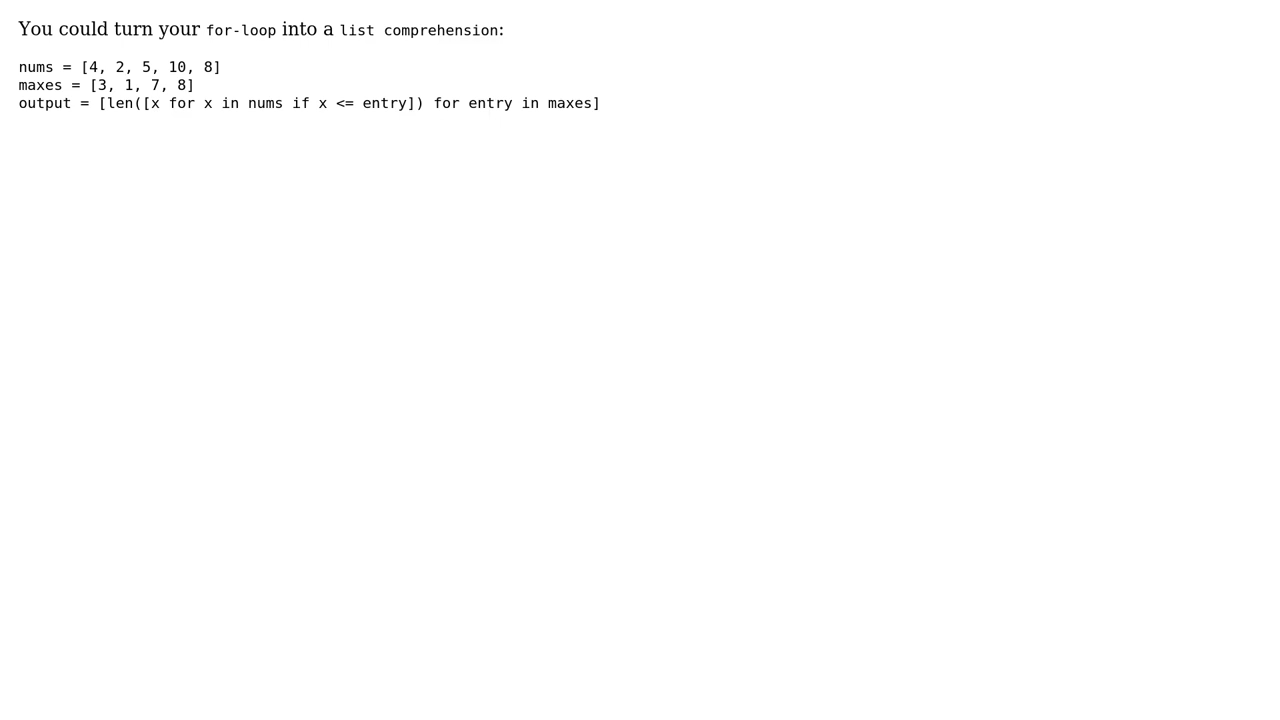 You could turn your for-loop into a list comprehension:
nums = [4, 2, 5, 10, 8]
maxes = [3, 1, 7, 8]
output = [len([x for x in nums if x <= entry]) for entry in maxes]